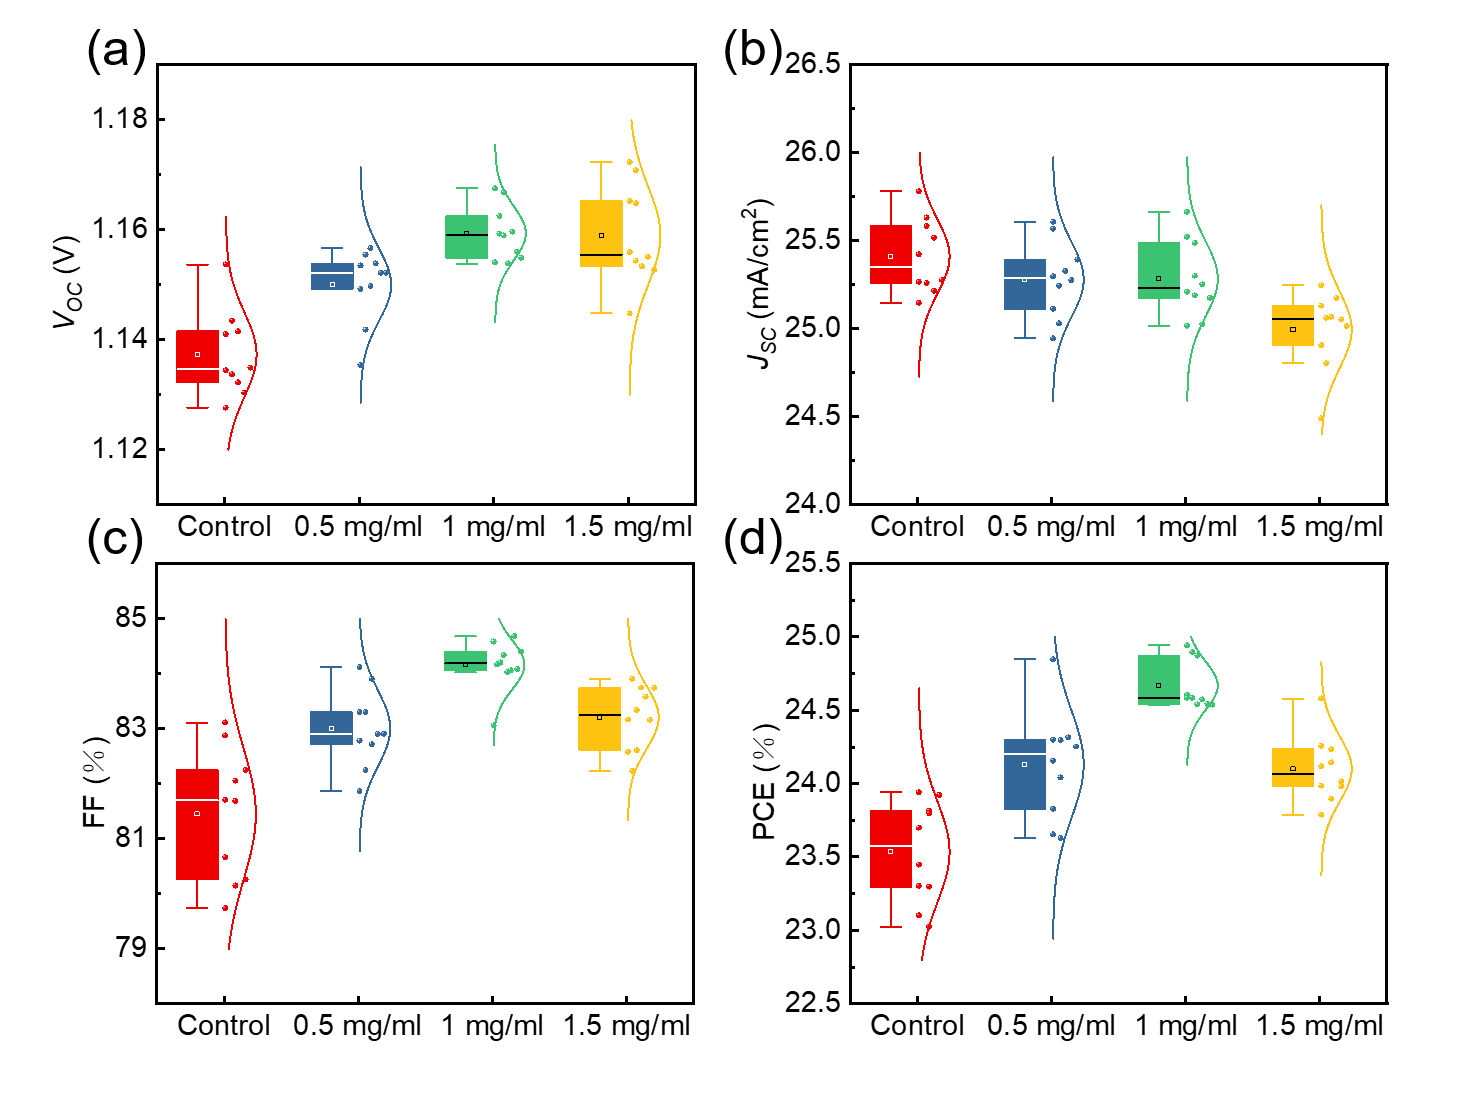 (a)
V_OC (V)
1.18
1.16
1.14
1.12
Control
0.5 mg/ml
1 mg/ml
1.5 mg/ml
(b)
J_SC (mA/cm²)
26.5
26.0
25.5
25.0
24.5
24.0
Control
0.5 mg/ml
1 mg/ml
1.5 mg/ml
(c)
FF (%)
85
83
81
79
Control
0.5 mg/ml
1 mg/ml
1.5 mg/ml
(d)
PCE (%)
25.5
25.0
24.5
24.0
23.5
23.0
22.5
Control
0.5 mg/ml
1 mg/ml
1.5 mg/ml